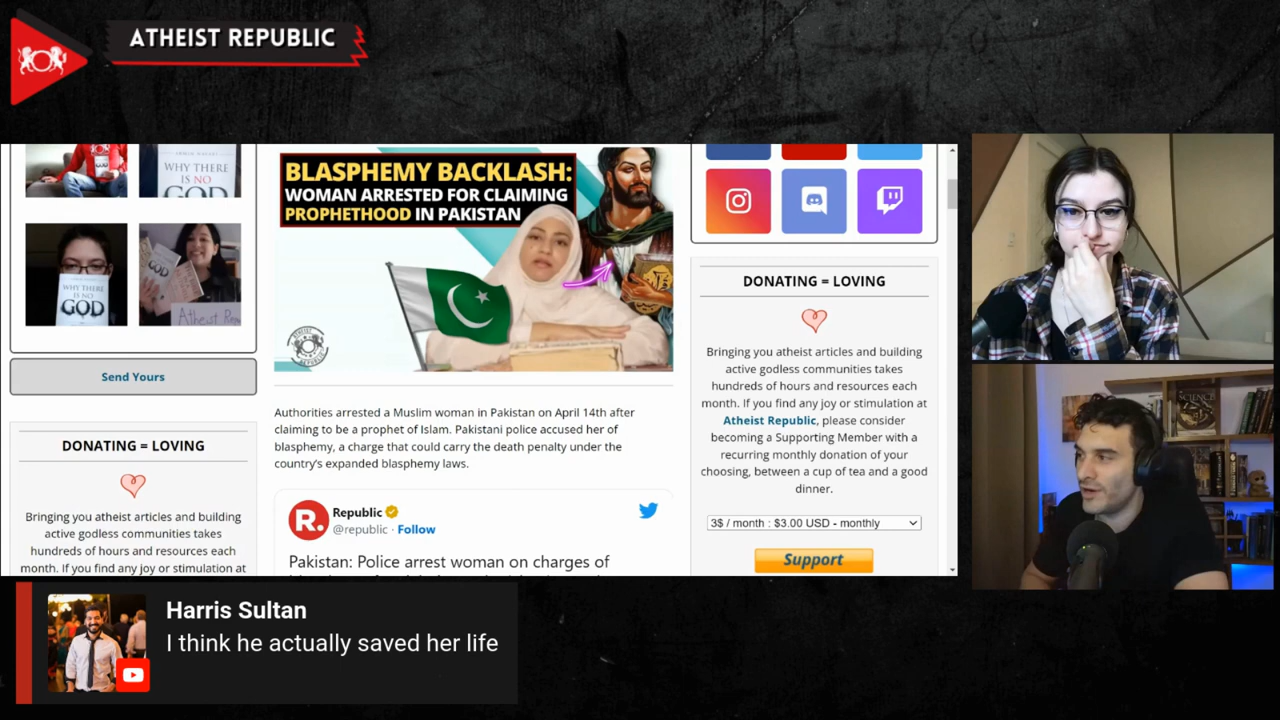 ATHEIST REPUBLIC
WHY THERE
IS NO
GOD
WHY THERE
IS NO
GOD
GOD
Send Yours
DONATING = LOVING
Bringing you atheist articles and building
active godless communities takes
hundreds of hours and resources each
month. If you find any joy or stimulation at
BLASPHEMY BACKLASH:
WOMAN ARRESTED FOR CLAIMING
PROPHETHOOD IN PAKISTAN
ATHEIST
REPUBLIC
Authorities arrested a Muslim woman in Pakistan on April 14th after
claiming to be a prophet of Islam. Pakistani police accused her of
blasphemy, a charge that could carry the death penalty under the
country's expanded blasphemy laws.
R.
Republic
@republic · Follow
Pakistan: Police arrest woman on charges of
DONATING = LOVING
Bringing you atheist articles and building
active godless communities takes
hundreds of hours and resources each
month. If you find any joy or stimulation at
Atheist Republic, please consider
becoming a Supporting Member with a
recurring monthly donation of your
choosing, between a cup of tea and a good
dinner.
3$ / month : $3.00 USD - monthly
Support
SCIENCE
Harris Sultan
I think he actually saved her life